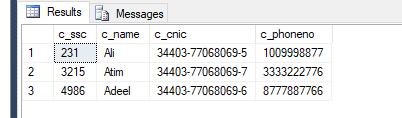 Results Messages
c_ssc c_name c_cnic c_phoneno
1 231 Ali 34403-77068069-5 1009998877
2 3215 Atim 34403-77068069-7 3333222776
3 4986 Adeel 34403-77068069-6 8777887766